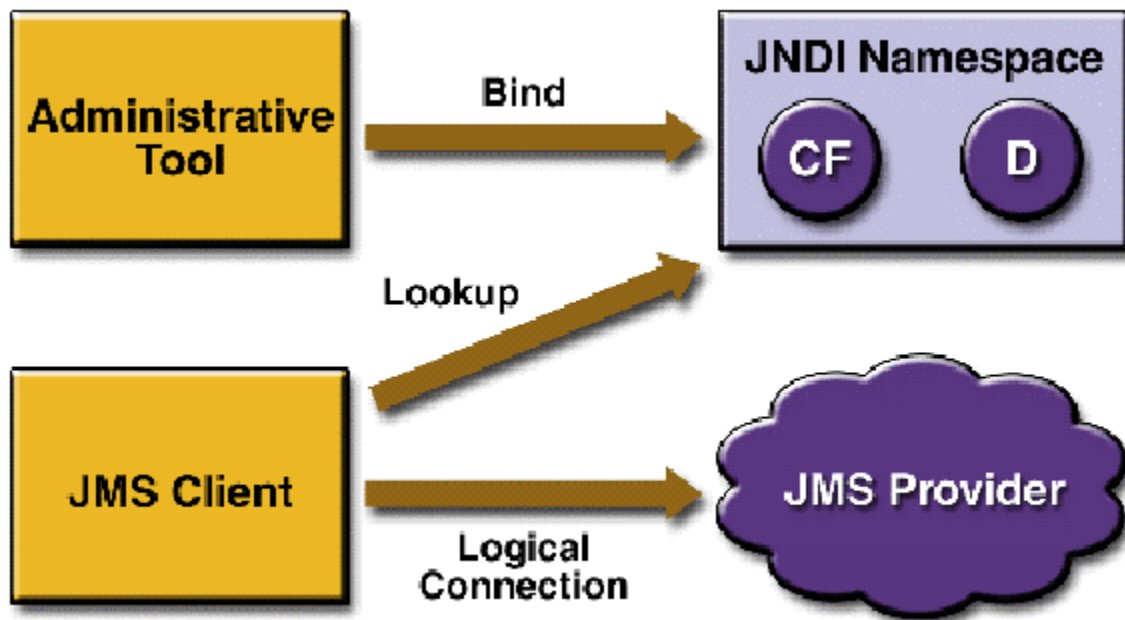 Administrative
Tool
Bind
JNDI Namespace
CF
D
Lookup
JMS Client
Logical
Connection
JMS Provider